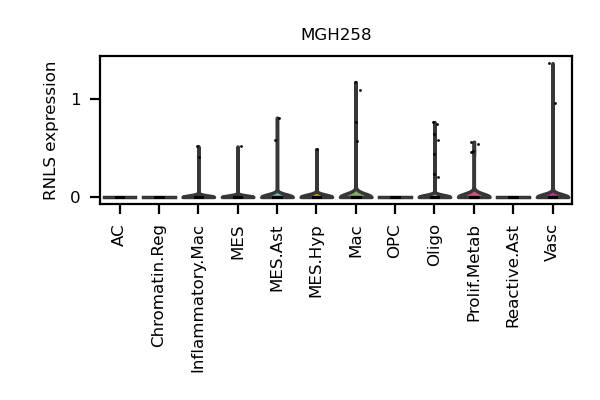 MGH258
RNLS expression
1
0
AC
Chromatin.Reg
Inflammatory.Mac
MES
MES.Ast
MES.Hyp
Mac
OPC
Oligo
Prolif.Metab
Reactive.Ast
Vasc